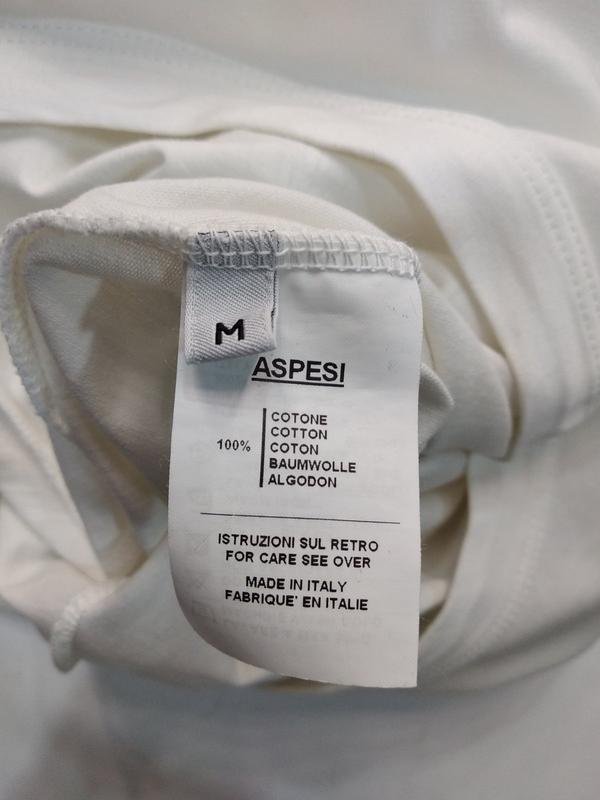 M
ASPESI
100%
COTONE
COTTON
COTON
BAUMWOLLE
ALGODON
ISTRUZIONI SUL RETRO
FOR CARE SEE OVER
MADE IN ITALY
FABRIQUE' EN ITALIE